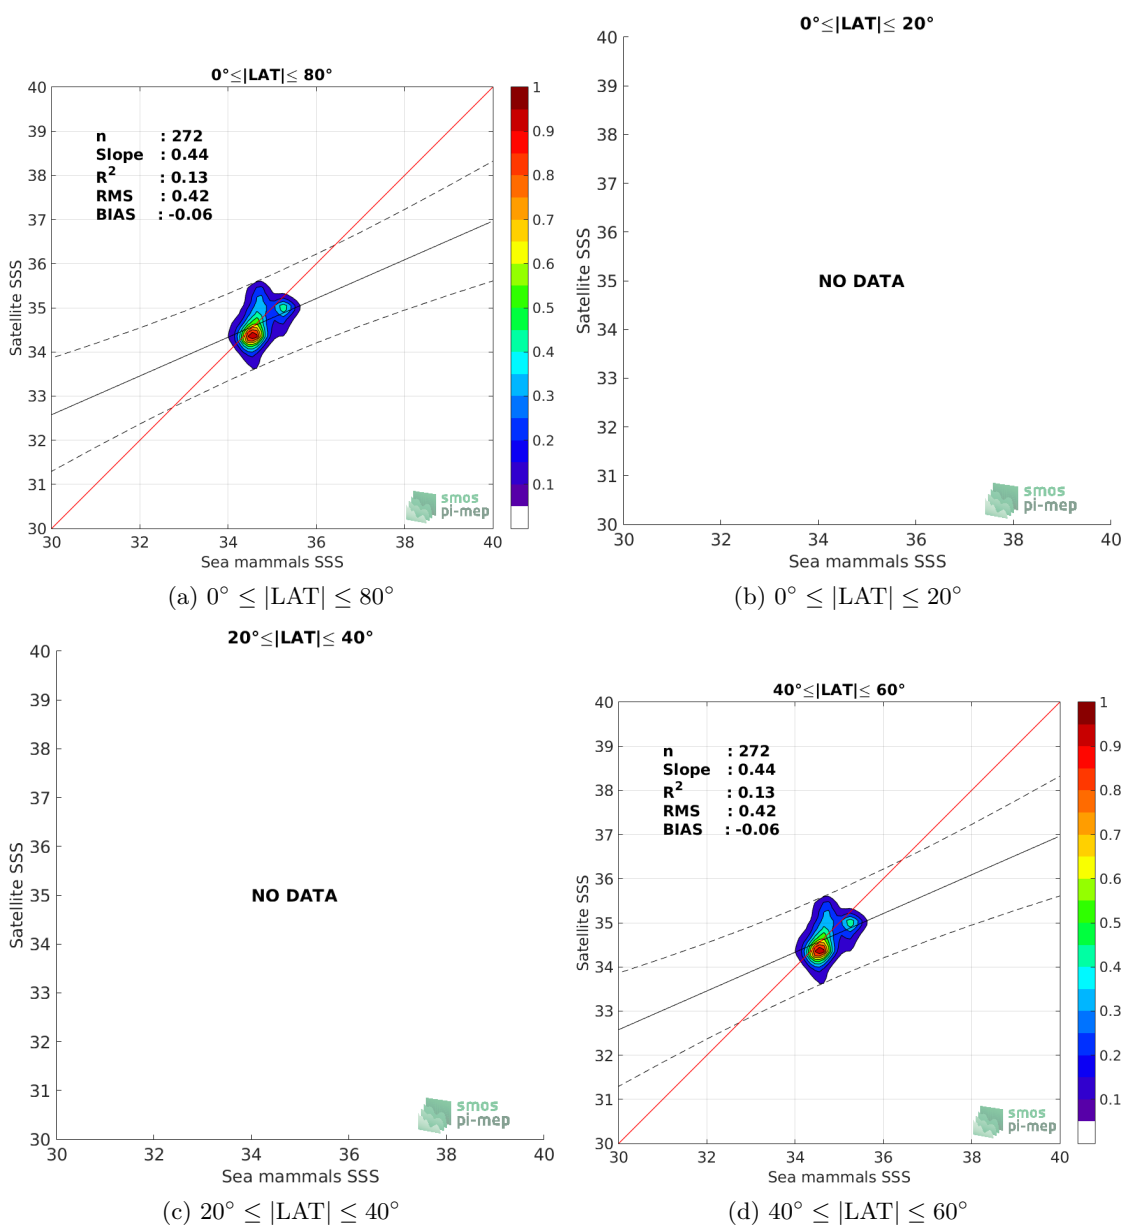 0°≤|LAT|≤ 80°
40
39
38
37
36
35
34
33
32
31
30
Satellite SSS
n : 272
Slope : 0.44
R² : 0.13
RMS : 0.42
BIAS : -0.06
smos
pi-mep
30 32 34 36 38 40
Sea mammals SSS
1
0.9
0.8
0.7
0.6
0.5
0.4
0.3
0.2
0.1
(a) 0° ≤ |LAT| ≤ 80°
0°≤|LAT|≤ 20°
40
39
38
37
36
35
34
33
32
31
30
Satellite SSS
NO DATA
smos
pi-mep
30 32 34 36 38 40
Sea mammals SSS
(b) 0° ≤ |LAT| ≤ 20°
20°≤|LAT|≤ 40°
40
39
38
37
36
35
34
33
32
31
30
Satellite SSS
NO DATA
smos
pi-mep
30 32 34 36 38 40
Sea mammals SSS
(c) 20° ≤ |LAT| ≤ 40°
40°≤|LAT|≤ 60°
40
39
38
37
36
35
34
33
32
31
30
Satellite SSS
n : 272
Slope : 0.44
R² : 0.13
RMS : 0.42
BIAS : -0.06
smos
pi-mep
30 32 34 36 38 40
Sea mammals SSS
1
0.9
0.8
0.7
0.6
0.5
0.4
0.3
0.2
0.1
(d) 40° ≤ |LAT| ≤ 60°